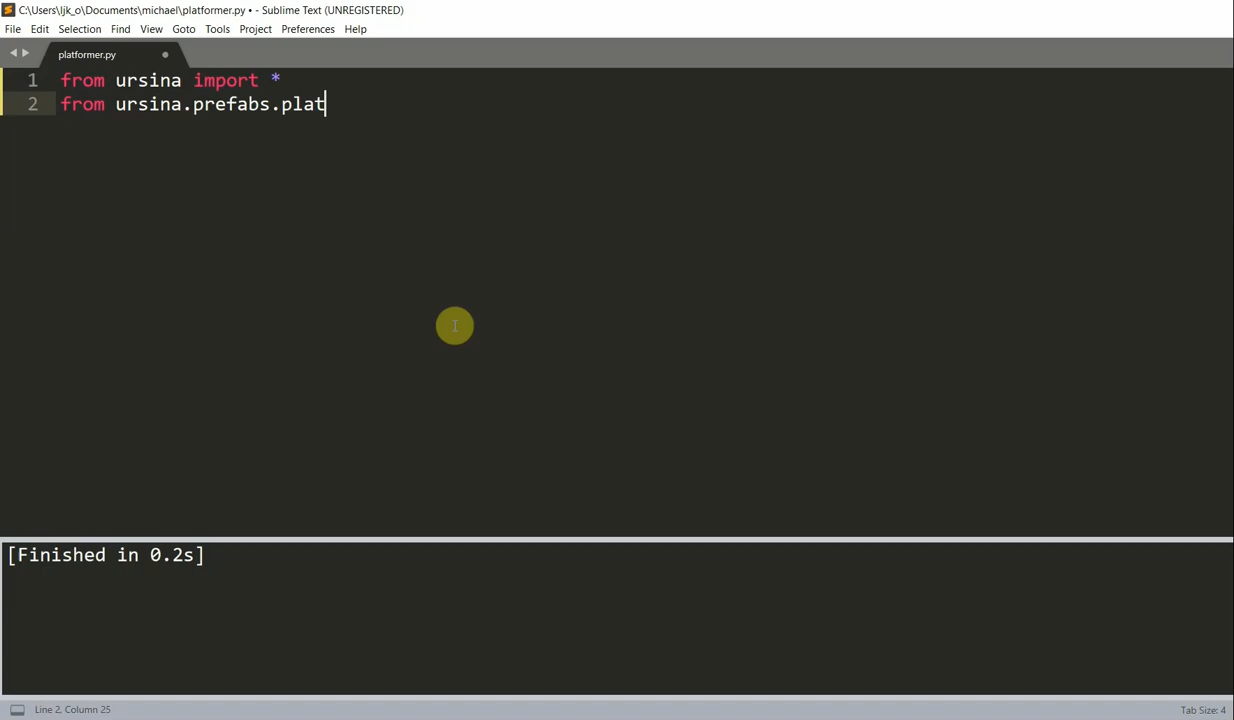 C:\Users\ljk_o\Documents\michael\platformer.py • - Sublime Text (UNREGISTERED)
File Edit Selection Find View Goto Tools Project Preferences Help
platformer.py
1 from ursina import *
2 from ursina.prefabs.plat
[Finished in 0.2s]
Line 2, Column 25
Tab Size: 4